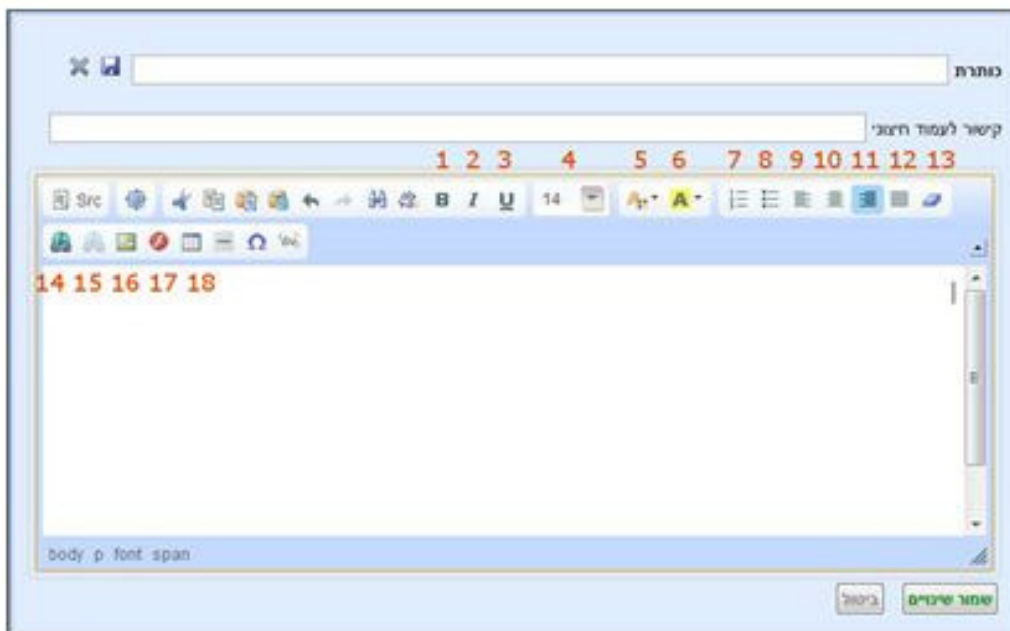 כותרת
קישור לעמוד חיצוני
1 2 3 4 5 6 7 8 9 10 11 12 13
Src B I U 14 A A
Ω
14 15 16 17 18
body p font span
שמור שינויים ביטול